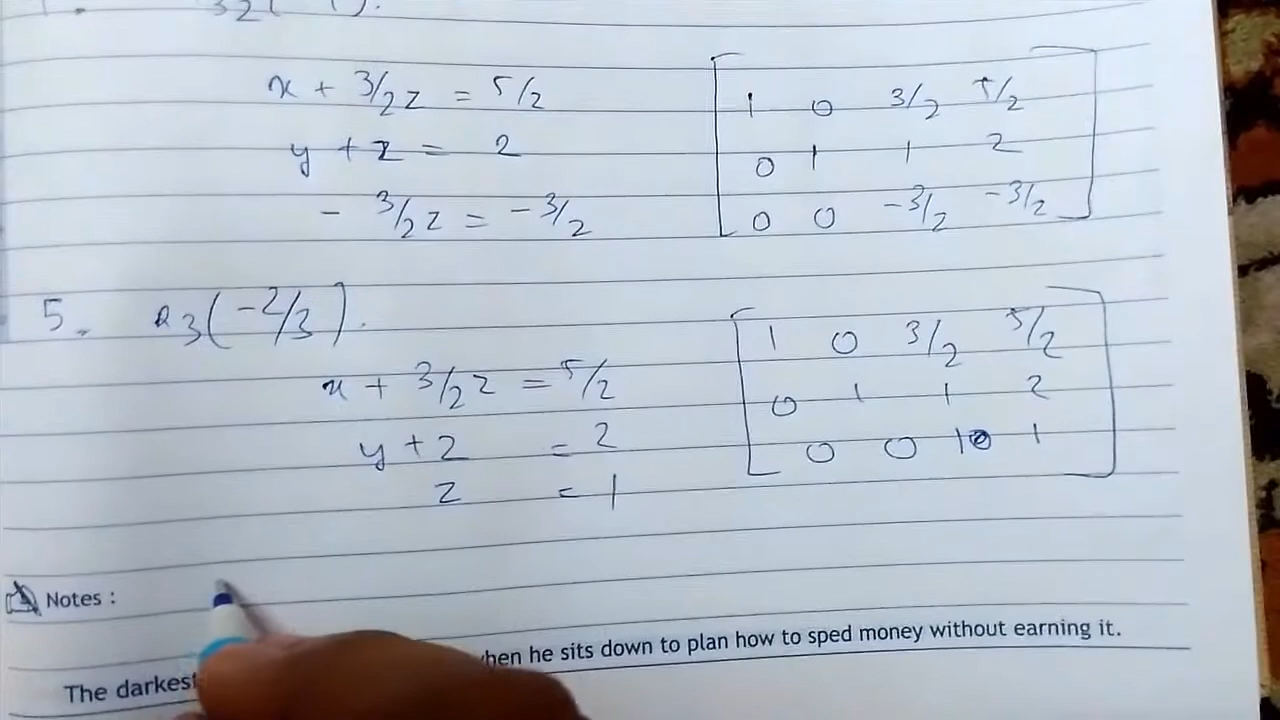 x + 3/2 z = 5/2
y + z = 2
- 3/2 z = -3/2
1 0 3/2 5/2
0 1 1 2
0 0 -3/2 -3/2
5. R3(-2/3).
x + 3/2 z = 5/2
y + z = 2
z = 1
1 0 3/2 5/2
0 1 1 2
0 0 1 1
Notes :
The darkest
when he sits down to plan how to sped money without earning it.